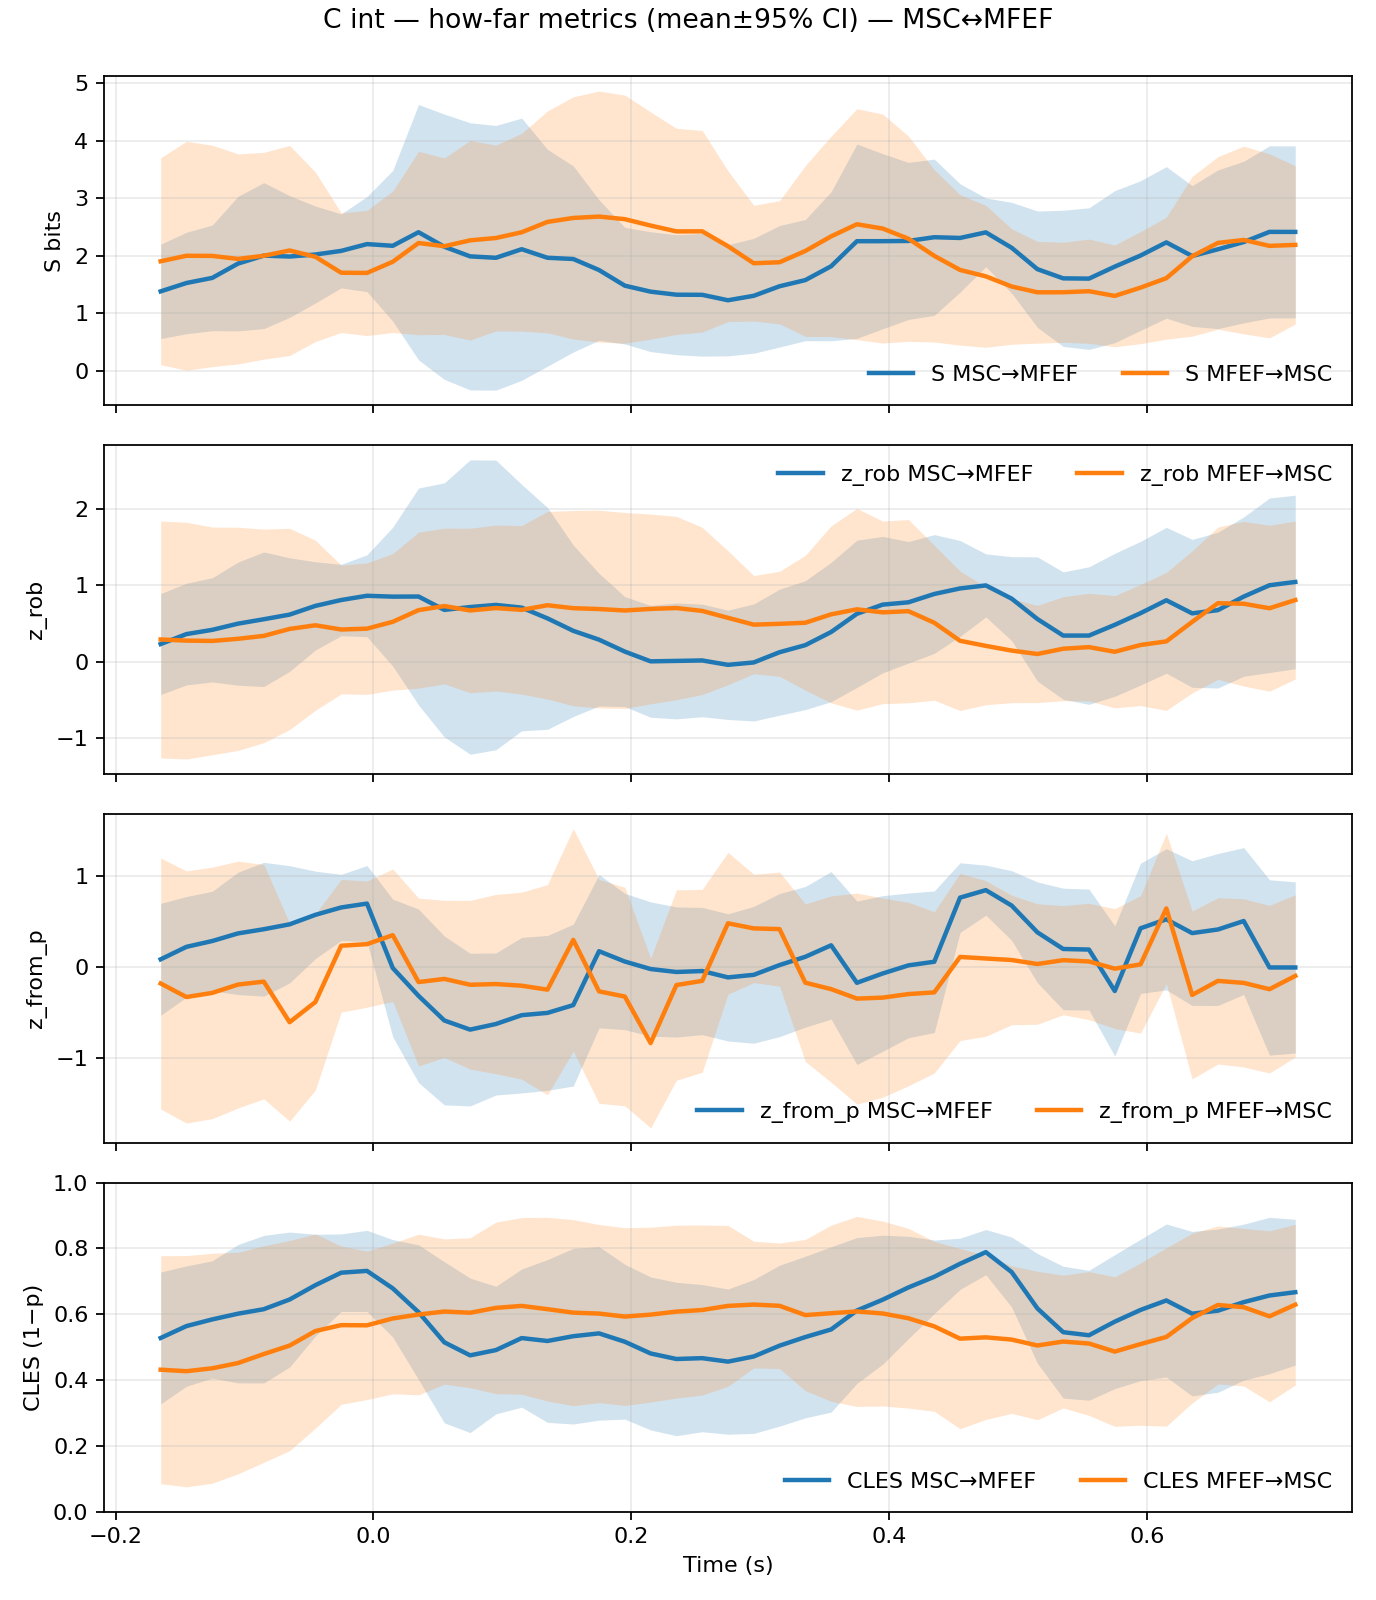 C int — how-far metrics (mean±95% CI) — MSC↔MFEF
5
4
3
2
1
0
S bits
S MSC→MFEF
S MFEF→MSC
2
1
0
−1
z_rob
z_rob MSC→MFEF
z_rob MFEF→MSC
1
0
−1
z_from_p
z_from_p MSC→MFEF
z_from_p MFEF→MSC
1.0
0.8
0.6
0.4
0.2
0.0
CLES (1−p)
CLES MSC→MFEF
CLES MFEF→MSC
−0.2
0.0
0.2
0.4
0.6
Time (s)